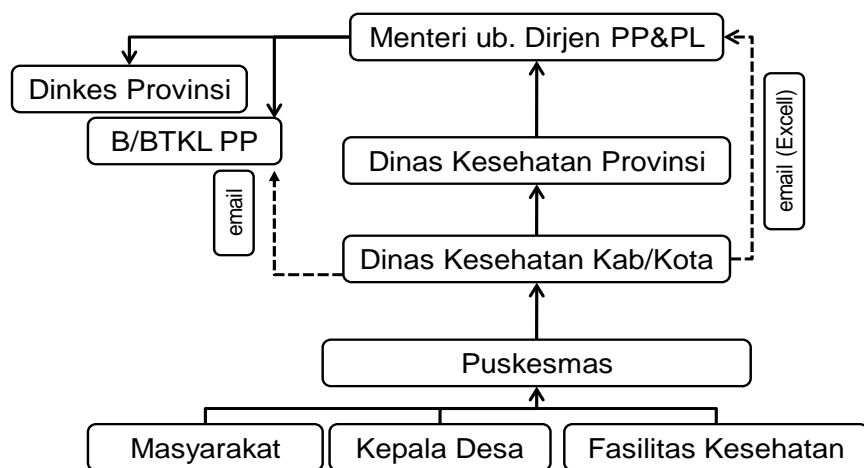 Menteri ub. Dirjen PP&PL
Dinkes Provinsi
B/BTKL PP
Dinas Kesehatan Provinsi
email (Excell)
email
Dinas Kesehatan Kab/Kota
Puskesmas
Masyarakat
Kepala Desa
Fasilitas Kesehatan